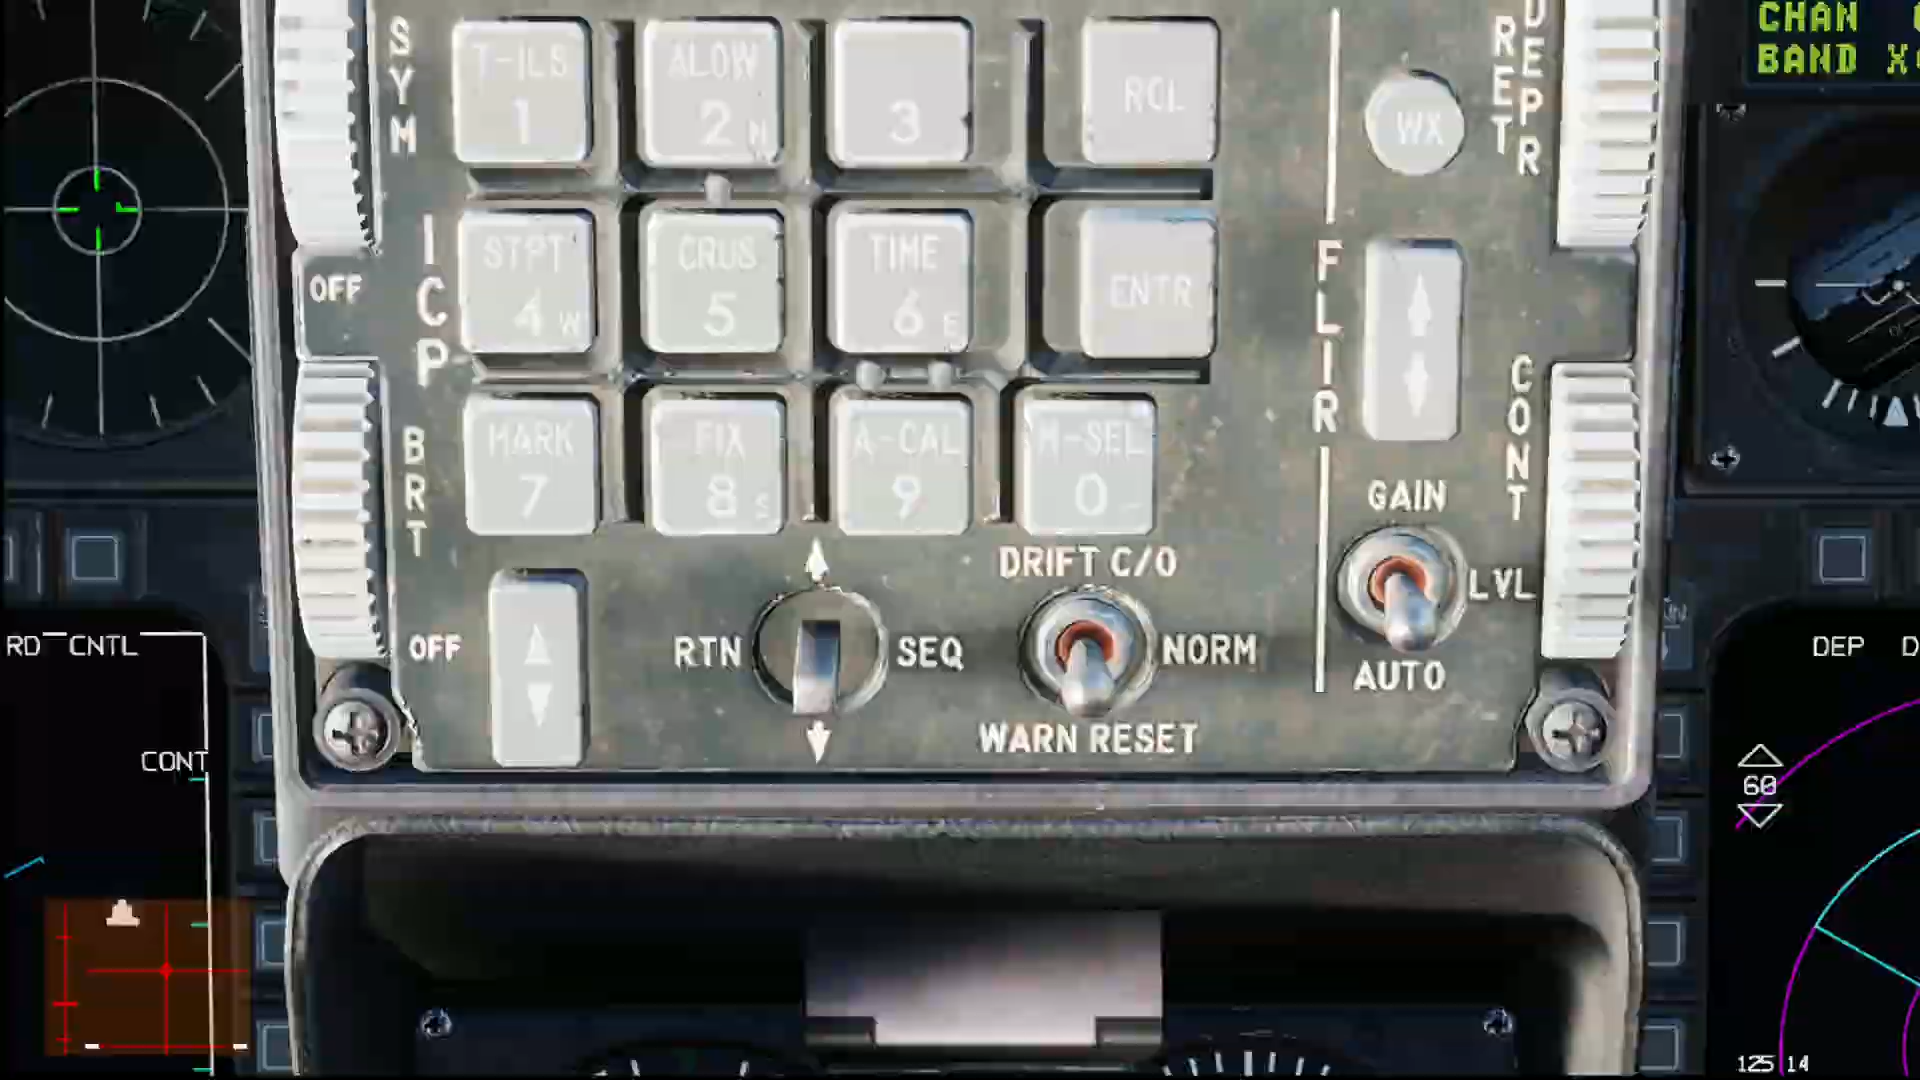 SYM
T-ILS
1
ALOW
2 N
3
RCL
WX
RET
DEPR
CHAN
BAND X
OFF
ICP
STPT
4 W
CRUS
5
TIME
6 E
ENTR
FLIR
CONT
BRT
MARK
7
FIX
8 S
A-CAL
9
M-SEL
0 -
GAIN
LVL
AUTO
DRIFT C/O
NORM
WARN RESET
OFF
RTN
SEQ
RD CNTL
CONT
DEP
60
125 14